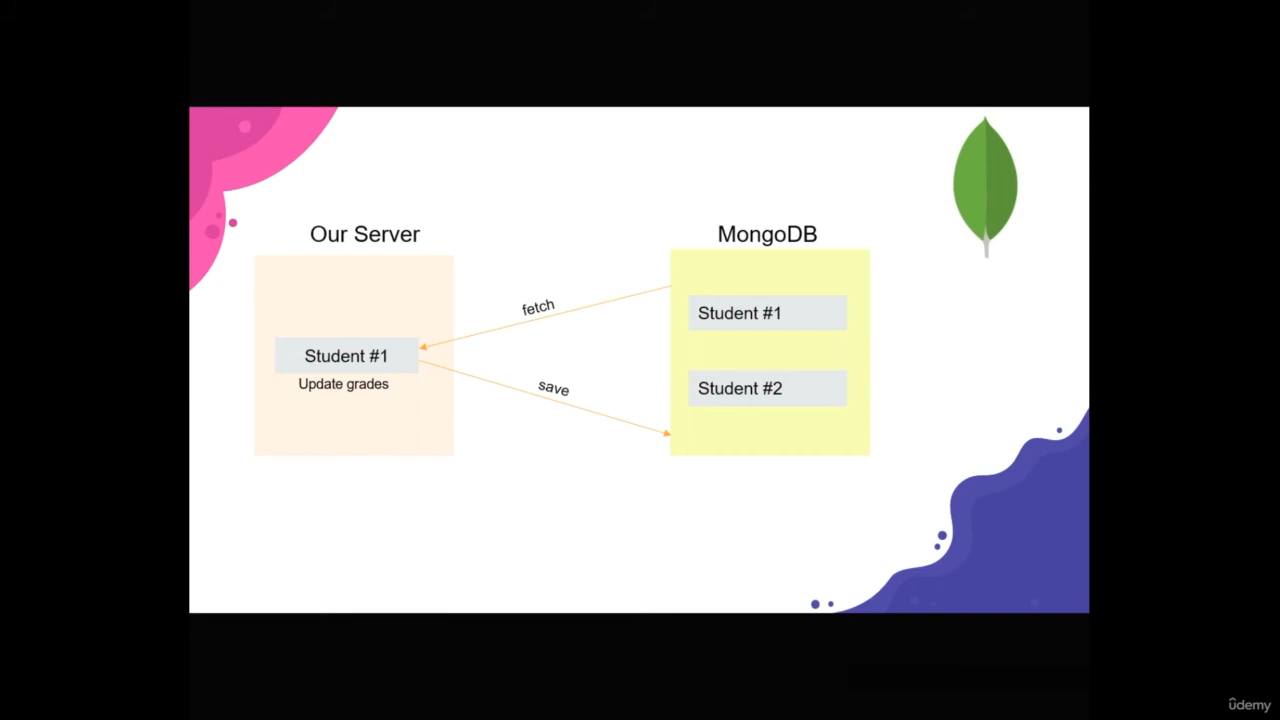 Our Server
MongoDB
fetch
Student #1
Student #1
Update grades
save
Student #2
ûdemy